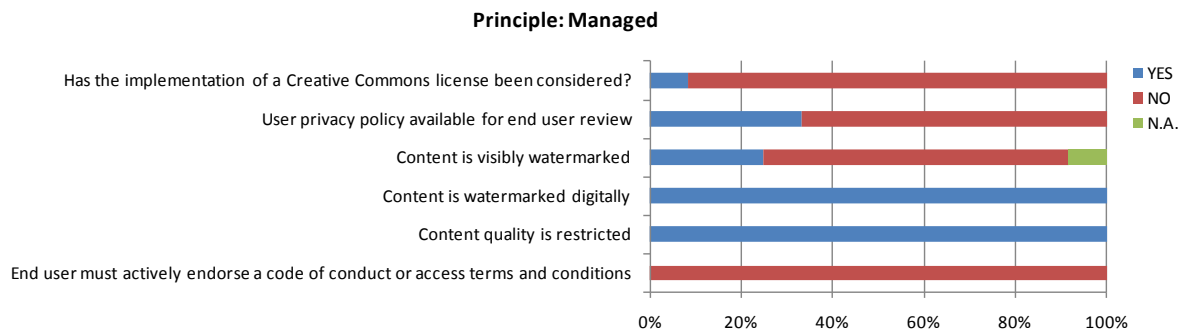 Principle: Managed
Has the implementation of a Creative Commons license been considered?
User privacy policy available for end user review
Content is visibly watermarked
Content is watermarked digitally
Content quality is restricted
End user must actively endorse a code of conduct or access terms and conditions
YES
NO
N.A.
0% 20% 40% 60% 80% 100%